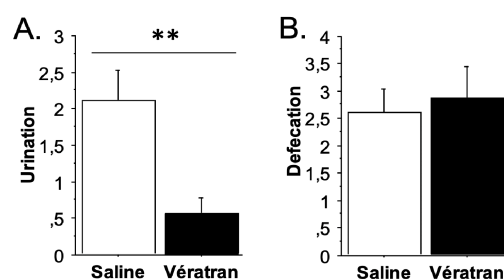 A.
**
Urination
3
2,5
2
1,5
1
,5
0
Saline Vératran
B.
Defecation
4
3,5
3
2,5
2
1,5
1
,5
0
Saline Vératran